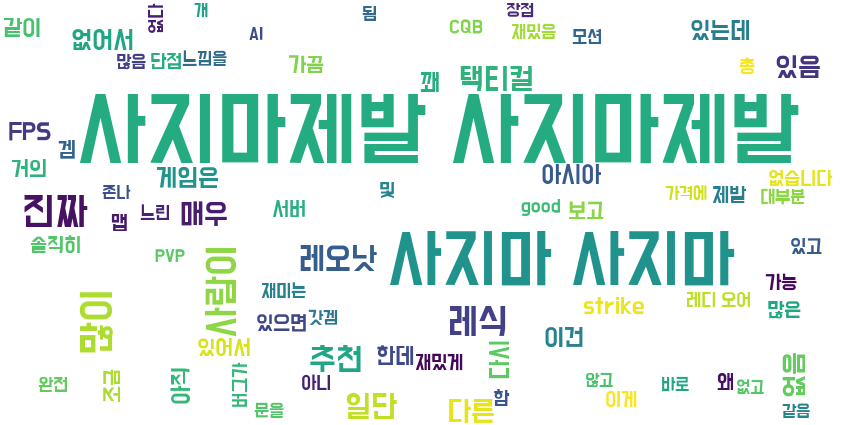 같이
없어서
없다
개
AI
됨
CQB
장점
재밌음
모션
있는데
많음
단점
느낌을
가끔
꽤
택티컬
총
있음
FPS
겜
사지마제발 사지마제발
거의
게임은
존나
및
아시아
가격에
제발
없습니다
대부분
진짜
맵
느린
매우
서버
good
보고
솔직히
PVP
사람이
레오낫
사지마 사지마
있고
재미는
가능
많이
있으면
갓겜
레식
strike
레디 오어
많은
이건
있어서
추천
한데
재밌게
다시
없음
완전
조금
아직
버그가
아니
않고
바로
왜
없고
문을
일단
다른
함
이게
같음